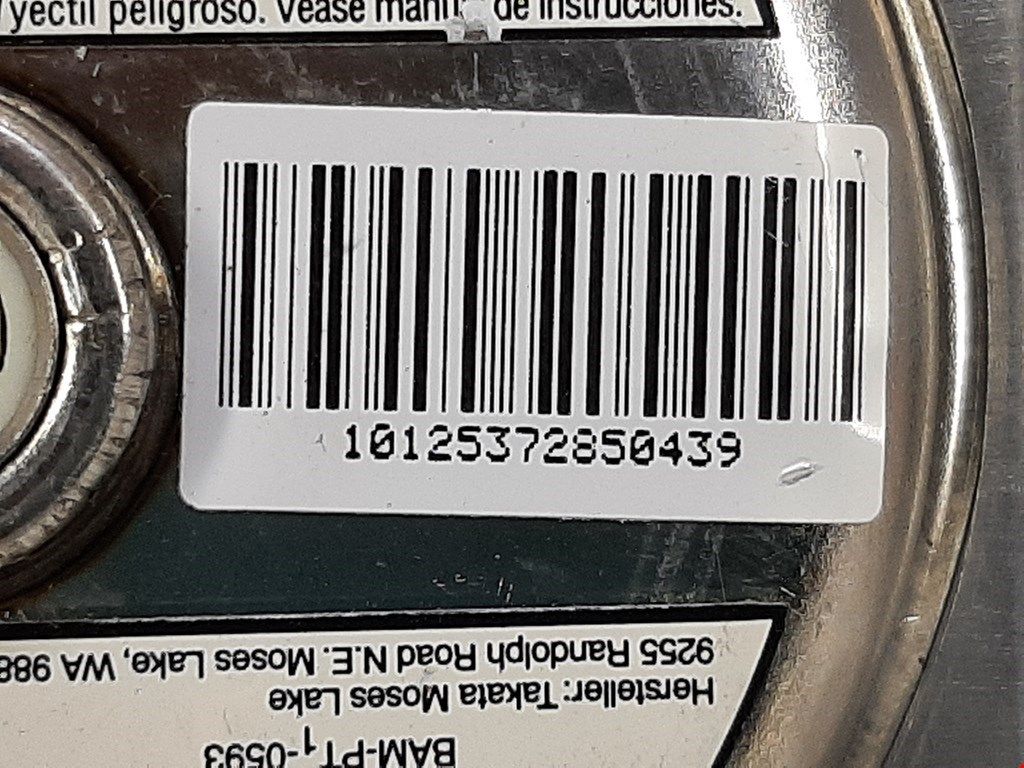 yectil peligroso. Véase manu de instrucciones.
10125372850439
BAM-PT1-0593
Hersteller: Takata Moses Lake
9255 Randolph Road N.E. Moses Lake, WA 988